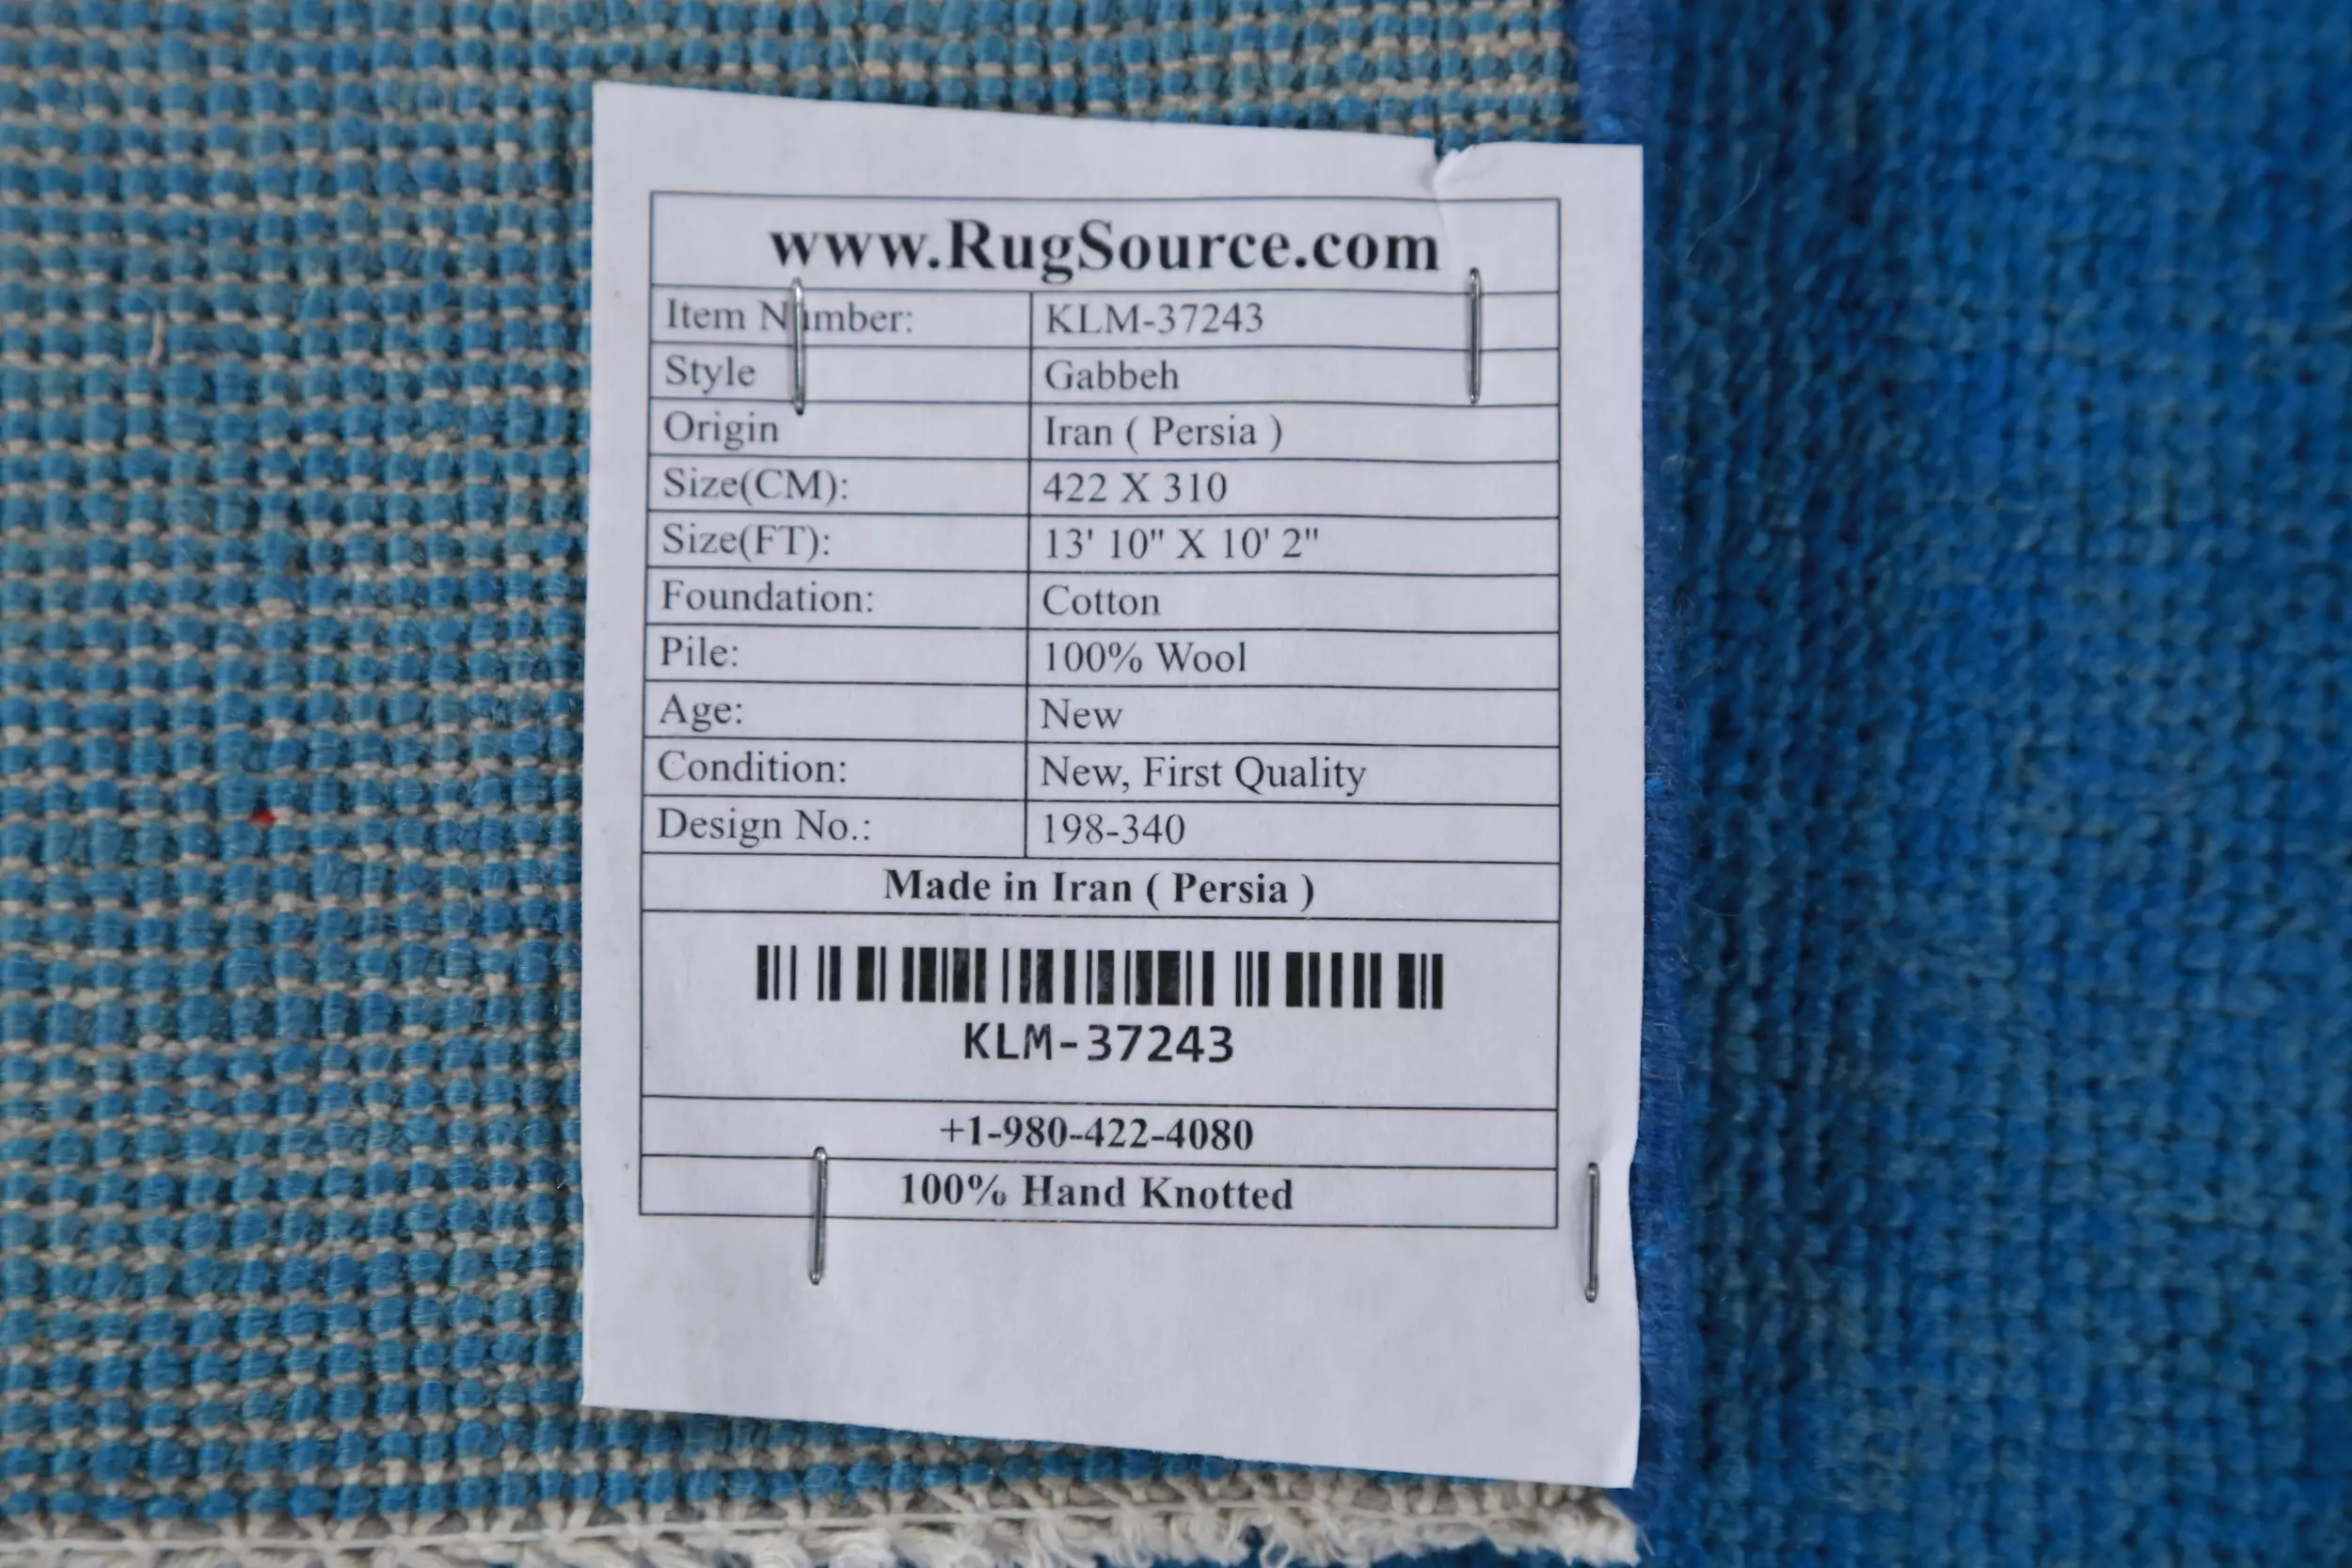 www.RugSource.com
Item Number: KLM-37243
Style Gabbeh
Origin Iran ( Persia )
Size(CM): 422 X 310
Size(FT): 13' 10" X 10' 2"
Foundation: Cotton
Pile: 100% Wool
Age: New
Condition: New, First Quality
Design No.: 198-340
Made in Iran ( Persia )
KLM-37243
+1-980-422-4080
100% Hand Knotted